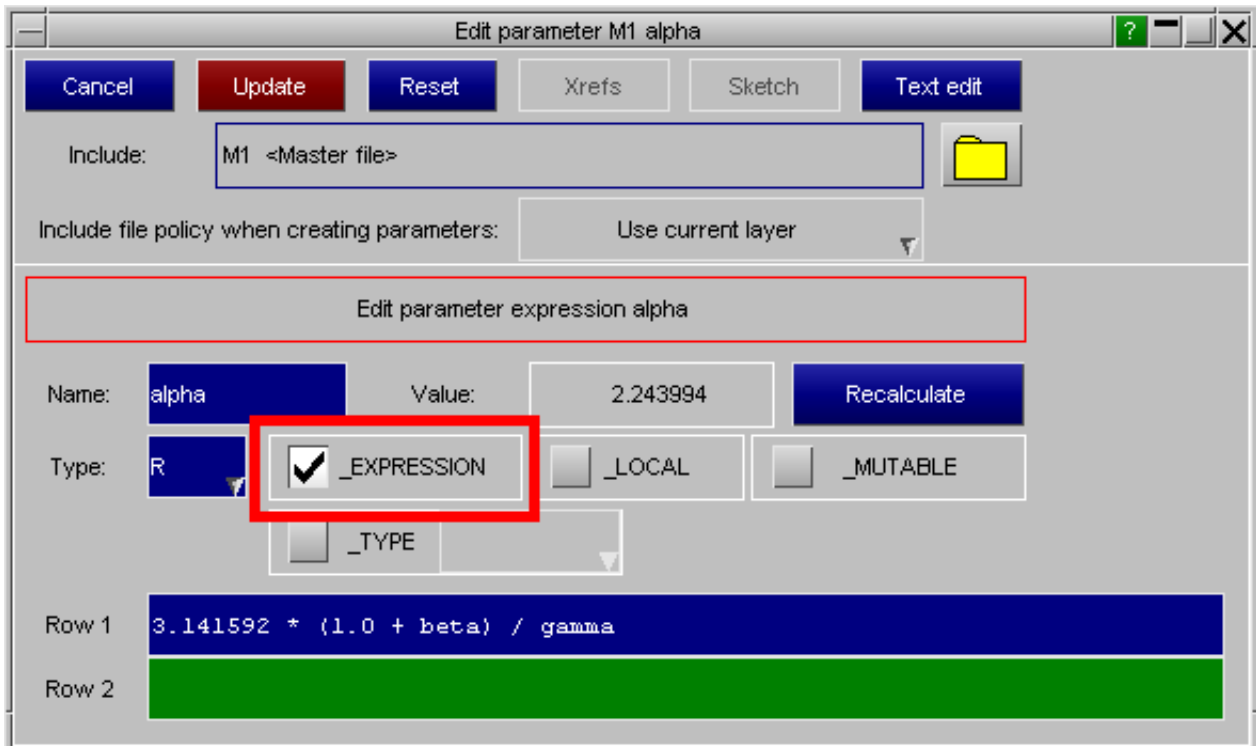 Edit parameter M1 alpha ?
Cancel Update Reset Xrefs Sketch Text edit
Include: M1 <Master file>
Include file policy when creating parameters: Use current layer
Edit parameter expression alpha
Name: alpha Value: 2.243994 Recalculate
Type: R _EXPRESSION _LOCAL _MUTABLE
_TYPE
Row 1 3.141592 * (1.0 + beta) / gamma
Row 2